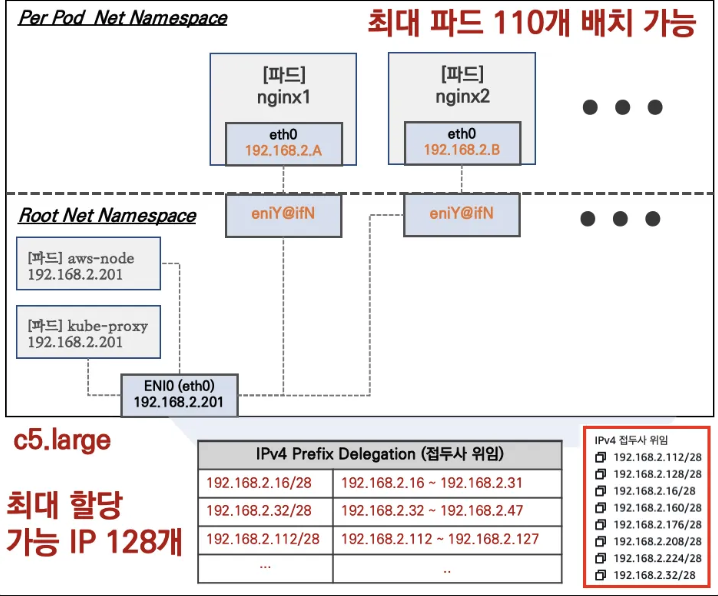 Per Pod Net Namespace
최대 파드 110개 배치 가능
[파드]
nginx1
eth0
192.168.2.A
[파드]
nginx2
eth0
192.168.2.B
Root Net Namespace
eniY@ifN
eniY@ifN
[파드] aws-node
192.168.2.201
[파드] kube-proxy
192.168.2.201
ENI0 (eth0)
192.168.2.201
c5.large
최대 할당
가능 IP 128개
IPv4 Prefix Delegation (접두사 위임)
192.168.2.16/28 192.168.2.16 ~ 192.168.2.31
192.168.2.32/28 192.168.2.32 ~ 192.168.2.47
192.168.2.112/28 192.168.2.112 ~ 192.168.2.127
... ..
IPv4 접두사 위임
192.168.2.112/28
192.168.2.128/28
192.168.2.16/28
192.168.2.160/28
192.168.2.176/28
192.168.2.208/28
192.168.2.224/28
192.168.2.32/28